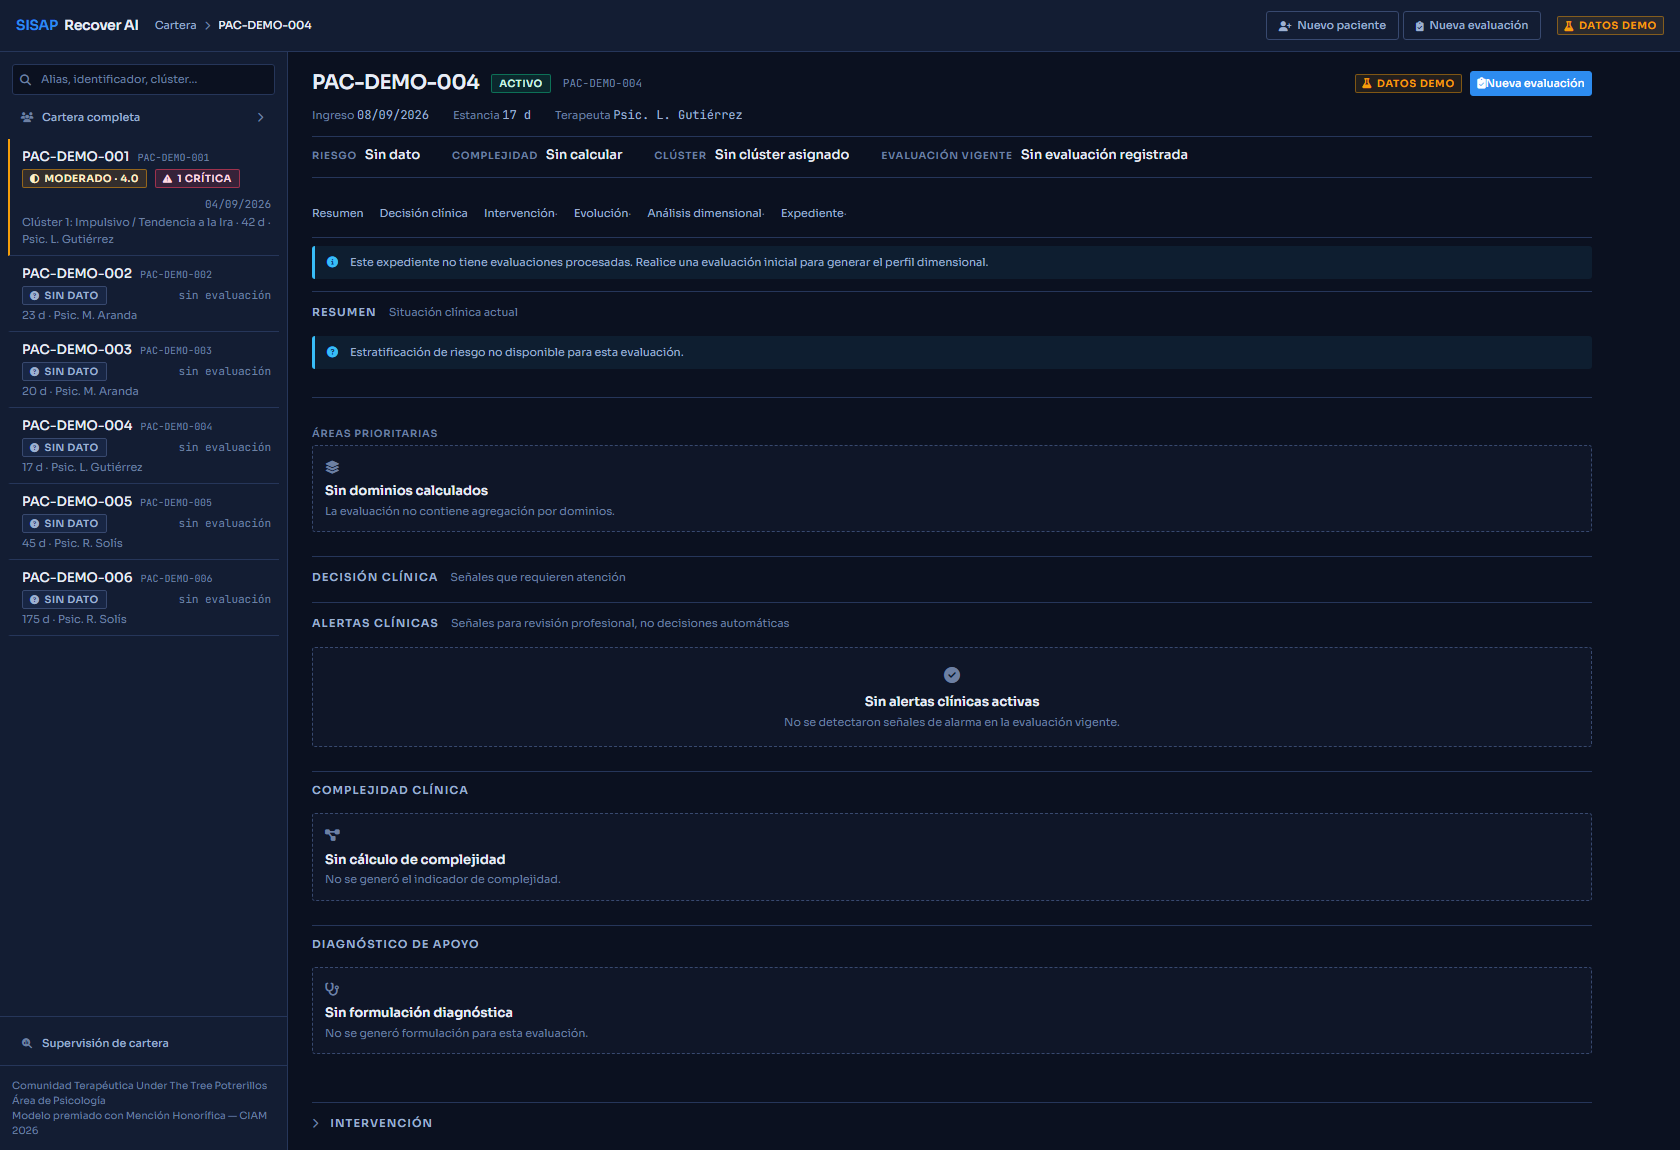 SISAP Recover AI
Cartera > PAC-DEMO-004
Nuevo paciente
Nueva evaluación
DATOS DEMO
Alias, identificador, clúster...
Cartera completa
PAC-DEMO-001 PAC-DEMO-001
MODERADO · 4.0
1 CRÍTICA
04/09/2026
Clúster 1: Impulsivo / Tendencia a la Ira · 42 d ·
Psic. L. Gutiérrez
PAC-DEMO-002 PAC-DEMO-002
SIN DATO sin evaluación
23 d · Psic. M. Aranda
PAC-DEMO-003 PAC-DEMO-003
SIN DATO sin evaluación
20 d · Psic. M. Aranda
PAC-DEMO-004 PAC-DEMO-004
SIN DATO sin evaluación
17 d · Psic. L. Gutiérrez
PAC-DEMO-005 PAC-DEMO-005
SIN DATO sin evaluación
45 d · Psic. R. Solís
PAC-DEMO-006 PAC-DEMO-006
SIN DATO sin evaluación
175 d · Psic. R. Solís
Supervisión de cartera
Comunidad Terapéutica Under The Tree Potrerillos
Área de Psicología
Modelo premiado con Mención Honorífica — CIAM
2026
PAC-DEMO-004 ACTIVO PAC-DEMO-004
DATOS DEMO
Nueva evaluación
Ingreso 08/09/2026 Estancia 17 d Terapeuta Psic. L. Gutiérrez
RIESGO Sin dato COMPLEJIDAD Sin calcular CLÚSTER Sin clúster asignado EVALUACIÓN VIGENTE Sin evaluación registrada
Resumen Decisión clínica Intervención· Evolución· Análisis dimensional· Expediente·
Este expediente no tiene evaluaciones procesadas. Realice una evaluación inicial para generar el perfil dimensional.
RESUMEN Situación clínica actual
Estratificación de riesgo no disponible para esta evaluación.
ÁREAS PRIORITARIAS
Sin dominios calculados
La evaluación no contiene agregación por dominios.
DECISIÓN CLÍNICA Señales que requieren atención
ALERTAS CLÍNICAS Señales para revisión profesional, no decisiones automáticas
Sin alertas clínicas activas
No se detectaron señales de alarma en la evaluación vigente.
COMPLEJIDAD CLÍNICA
Sin cálculo de complejidad
No se generó el indicador de complejidad.
DIAGNÓSTICO DE APOYO
Sin formulación diagnóstica
No se generó formulación para esta evaluación.
INTERVENCIÓN